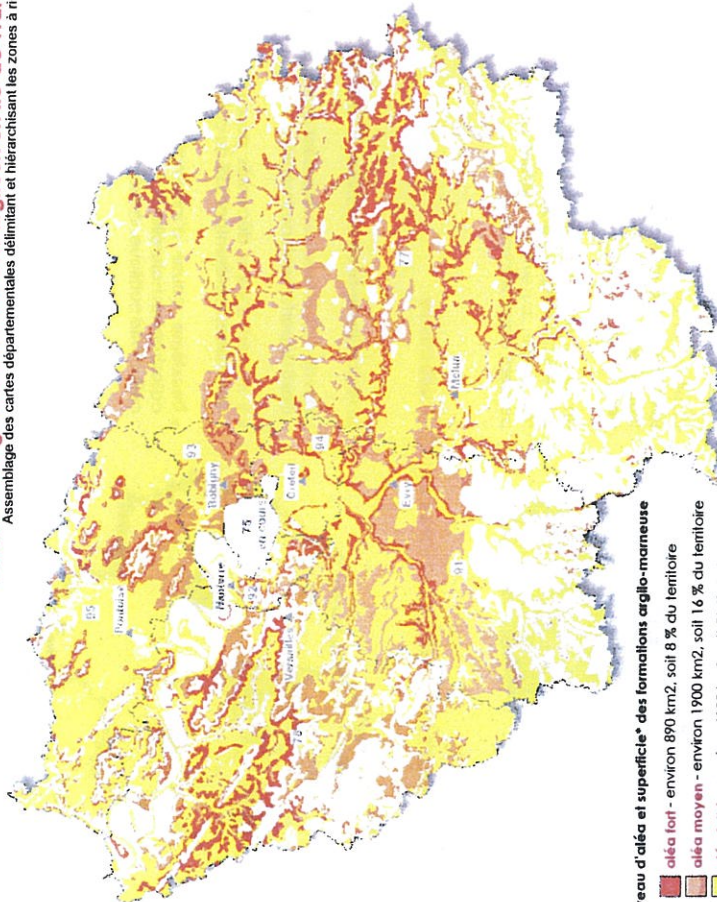 Assemblage des cartes départementales délimitant et hiérarchisant les zones à ri
95
Pontoise
93
Bobigny
Nanterre
92
75
Versailles
78
Créteil
94
77
Evry
91
Melun
eau d'aléa et superficie* des formations argilo-marneuse
aléa fort - environ 890 km2, soit 8 % du territoire
aléa moyen - environ 1900 km2, soit 16 % du territoire